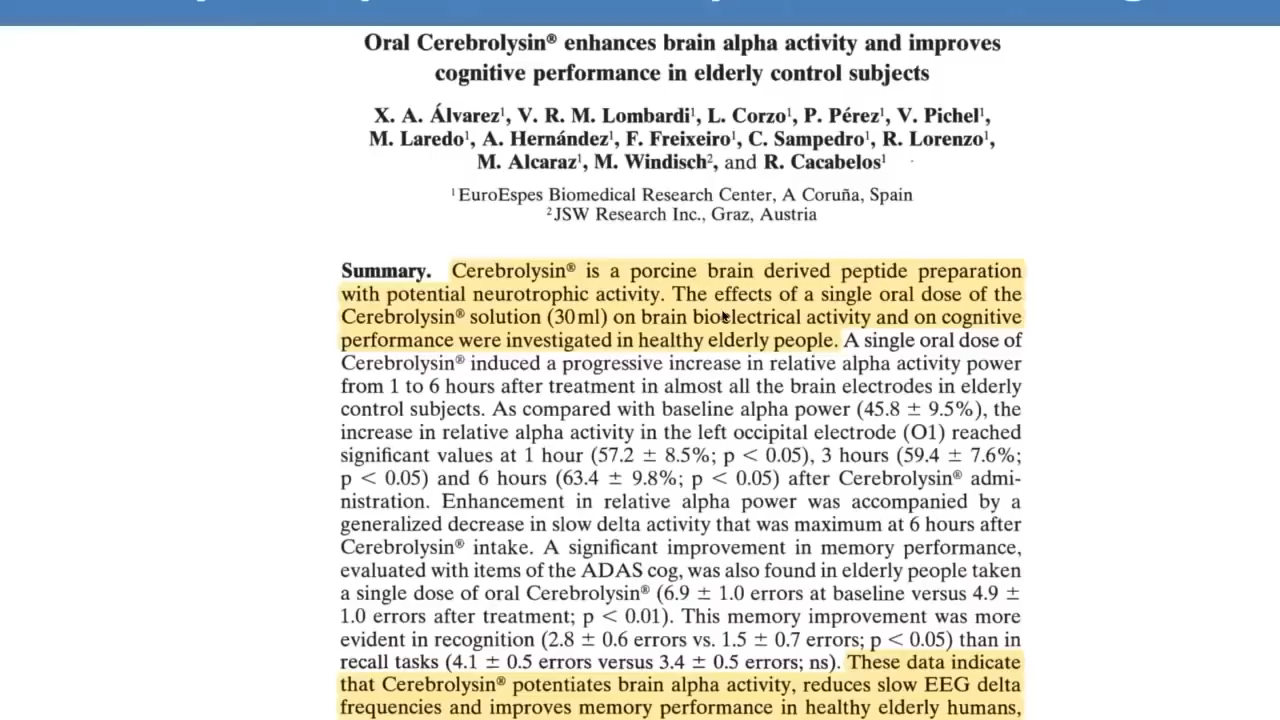 Oral Cerebrolysin® enhances brain alpha activity and improves
cognitive performance in elderly control subjects
X. A. Álvarez¹, V. R. M. Lombardi¹, L. Corzo¹, P. Pérez¹, V. Pichel¹,
M. Laredo¹, A. Hernández¹, F. Freixeiro¹, C. Sampedro¹, R. Lorenzo¹,
M. Alcaraz¹, M. Windisch², and R. Cacabelos¹
¹EuroEspes Biomedical Research Center, A Coruña, Spain
²JSW Research Inc., Graz, Austria
Summary. Cerebrolysin® is a porcine brain derived peptide preparation
with potential neurotrophic activity. The effects of a single oral dose of the
Cerebrolysin® solution (30 ml) on brain bioelectrical activity and on cognitive
performance were investigated in healthy elderly people. A single oral dose of
Cerebrolysin® induced a progressive increase in relative alpha activity power
from 1 to 6 hours after treatment in almost all the brain electrodes in elderly
control subjects. As compared with baseline alpha power (45.8 ± 9.5%), the
increase in relative alpha activity in the left occipital electrode (O1) reached
significant values at 1 hour (57.2 ± 8.5%; p < 0.05), 3 hours (59.4 ± 7.6%;
p < 0.05) and 6 hours (63.4 ± 9.8%; p < 0.05) after Cerebrolysin® admi-
nistration. Enhancement in relative alpha power was accompanied by a
generalized decrease in slow delta activity that was maximum at 6 hours after
Cerebrolysin® intake. A significant improvement in memory performance,
evaluated with items of the ADAS cog, was also found in elderly people taken
a single dose of oral Cerebrolysin® (6.9 ± 1.0 errors at baseline versus 4.9 ±
1.0 errors after treatment; p < 0.01). This memory improvement was more
evident in recognition (2.8 ± 0.6 errors vs. 1.5 ± 0.7 errors; p < 0.05) than in
recall tasks (4.1 ± 0.5 errors versus 3.4 ± 0.5 errors; ns). These data indicate
that Cerebrolysin® potentiates brain alpha activity, reduces slow EEG delta
frequencies and improves memory performance in healthy elderly humans,